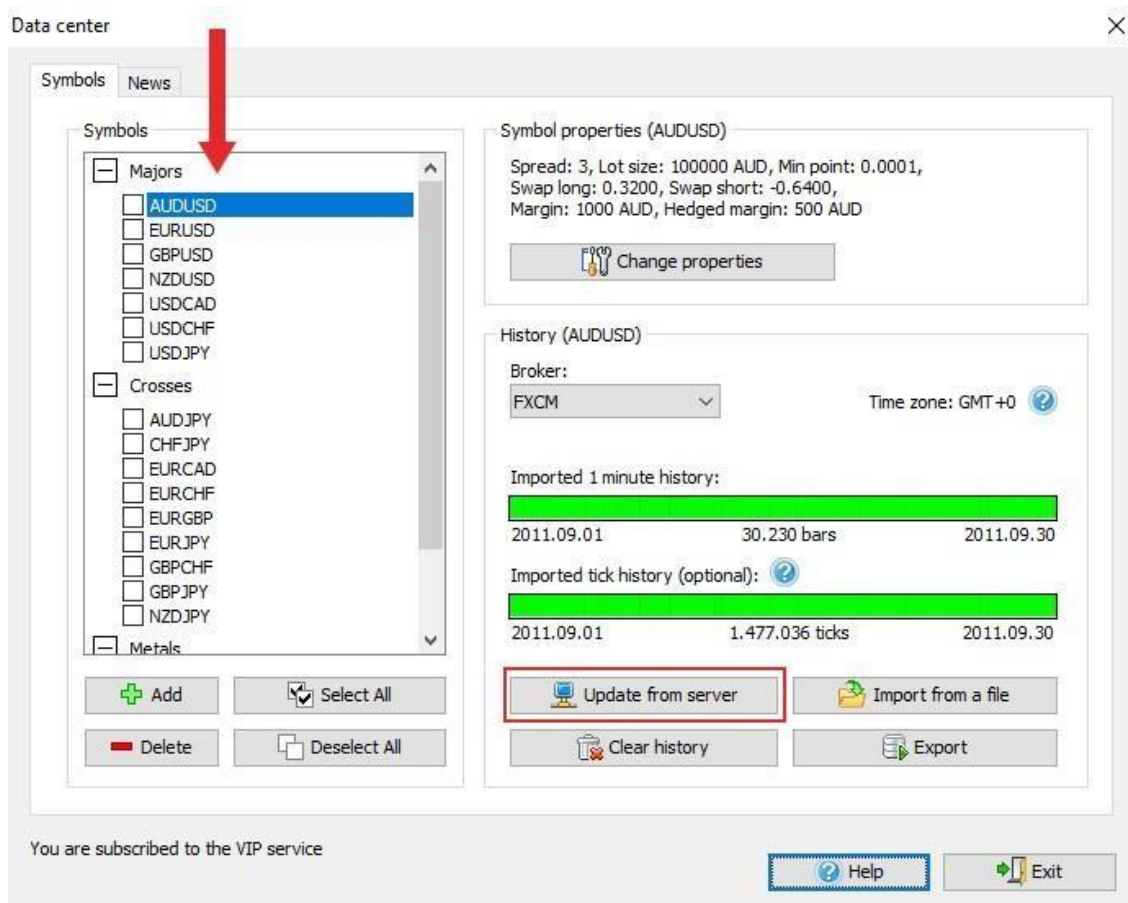 Data center
Symbols
News
Symbols
Majors
AUDUSD
EURUSD
GBPUSD
NZDUSD
USDCAD
USDCHF
USDJPY
Crosses
AUDJPY
CHFJPY
EURCAD
EURCHF
EURGBP
EURJPY
GBPCHF
GBPJPY
NZDJPY
Metals
Add
Select All
Delete
Deselect All
Symbol properties (AUDUSD)
Spread: 3, Lot size: 100000 AUD, Min point: 0.0001,
Swap long: 0.3200, Swap short: -0.6400,
Margin: 1000 AUD, Hedged margin: 500 AUD
Change properties
History (AUDUSD)
Broker:
FXCM
Time zone: GMT+0
Imported 1 minute history:
2011.09.01 30.230 bars 2011.09.30
Imported tick history (optional):
2011.09.01 1.477.036 ticks 2011.09.30
Update from server
Import from a file
Clear history
Export
You are subscribed to the VIP service
Help
Exit